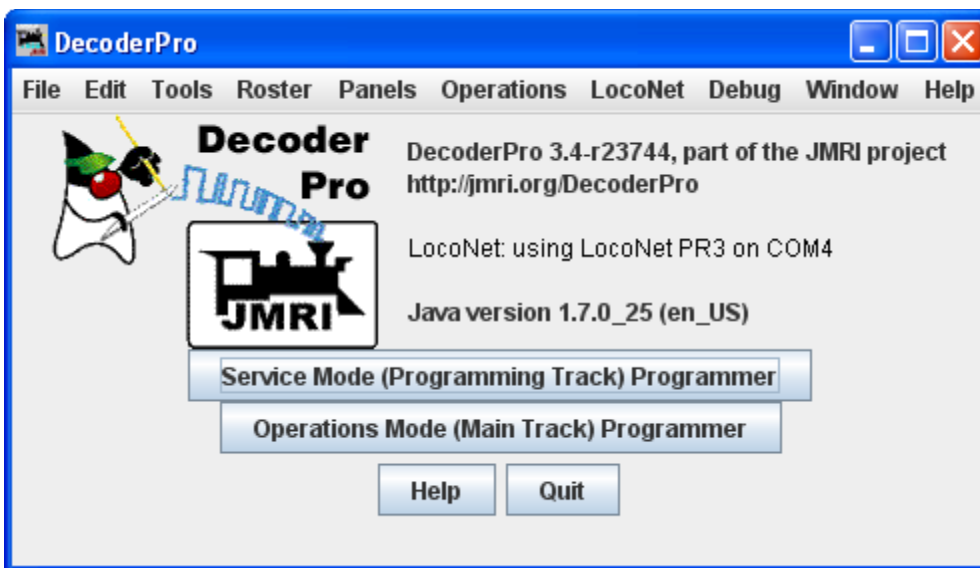 DecoderPro
File Edit Tools Roster Panels Operations LocoNet Debug Window Help
Decoder
Pro
JMRI
DecoderPro 3.4-r23744, part of the JMRI project
http://jmri.org/DecoderPro
LocoNet: using LocoNet PR3 on COM4
Java version 1.7.0_25 (en_US)
Service Mode (Programming Track) Programmer
Operations Mode (Main Track) Programmer
Help Quit